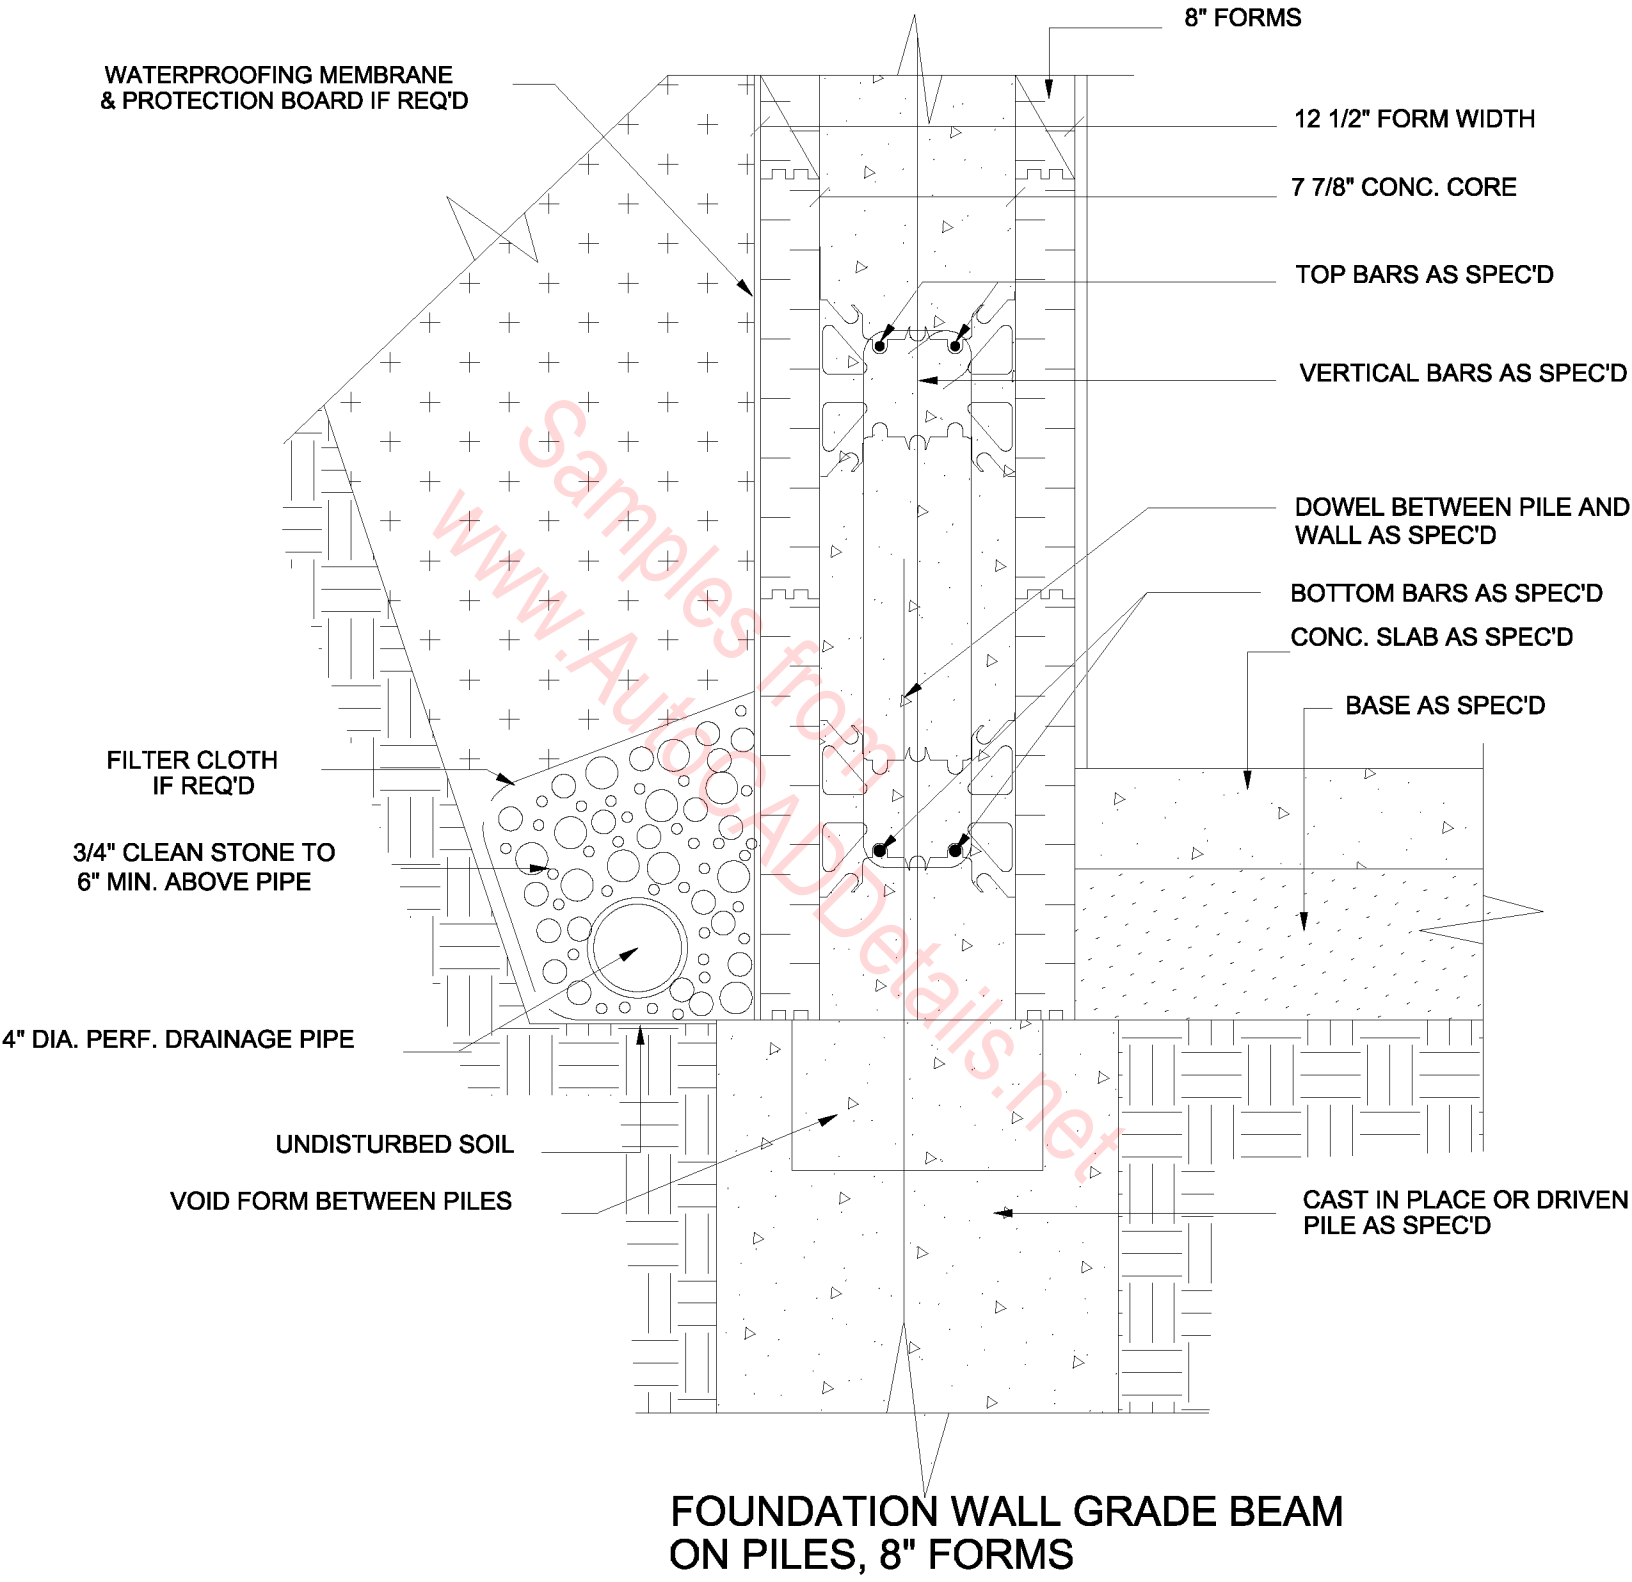 8" FORMS
WATERPROOFING MEMBRANE
& PROTECTION BOARD IF REQ'D
12 1/2" FORM WIDTH
7 7/8" CONC. CORE
TOP BARS AS SPEC'D
VERTICAL BARS AS SPEC'D
DOWEL BETWEEN PILE AND
WALL AS SPEC'D
BOTTOM BARS AS SPEC'D
CONC. SLAB AS SPEC'D
BASE AS SPEC'D
FILTER CLOTH
IF REQ'D
3/4" CLEAN STONE TO
6" MIN. ABOVE PIPE
4" DIA. PERF. DRAINAGE PIPE
UNDISTURBED SOIL
VOID FORM BETWEEN PILES
CAST IN PLACE OR DRIVEN
PILE AS SPEC'D
Samples from
www.AutoCADDetails.net
FOUNDATION WALL GRADE BEAM
ON PILES, 8" FORMS